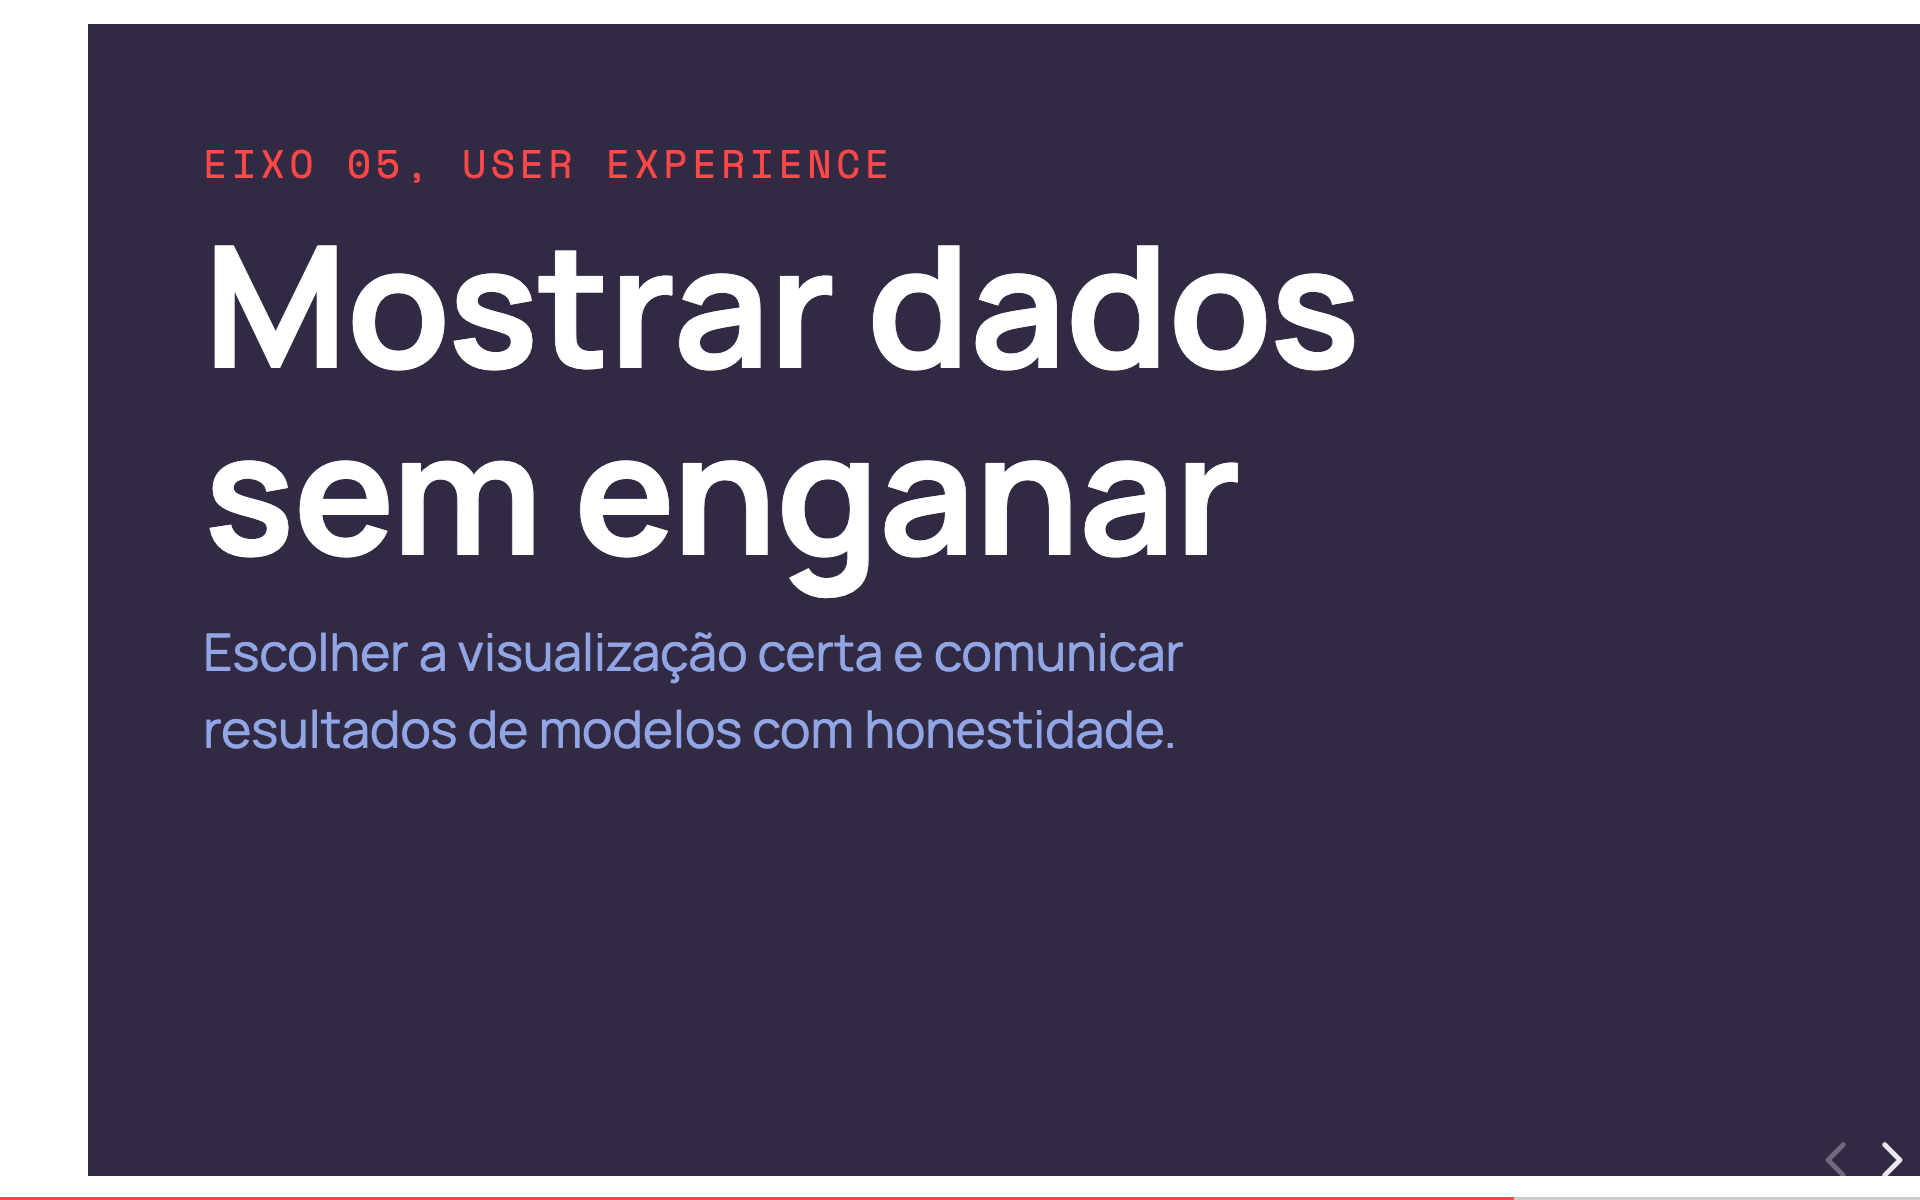 EIXO 05, USER EXPERIENCE
Mostrar dados
sem enganar
Escolher a visualização certa e comunicar
resultados de modelos com honestidade.